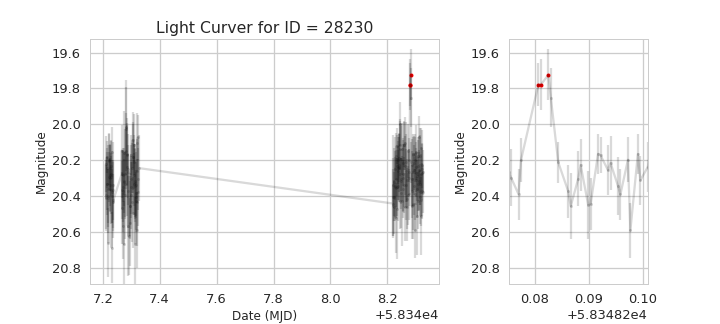 Light Curver for ID = 28230
19.6
19.8
20.0
20.2
20.4
20.6
20.8
Magnitude
7.2 7.4 7.6 7.8 8.0 8.2
Date (MJD)
+5.834e4
19.6
19.8
20.0
20.2
20.4
20.6
20.8
Magnitude
0.08 0.09 0.10
+5.83482e4